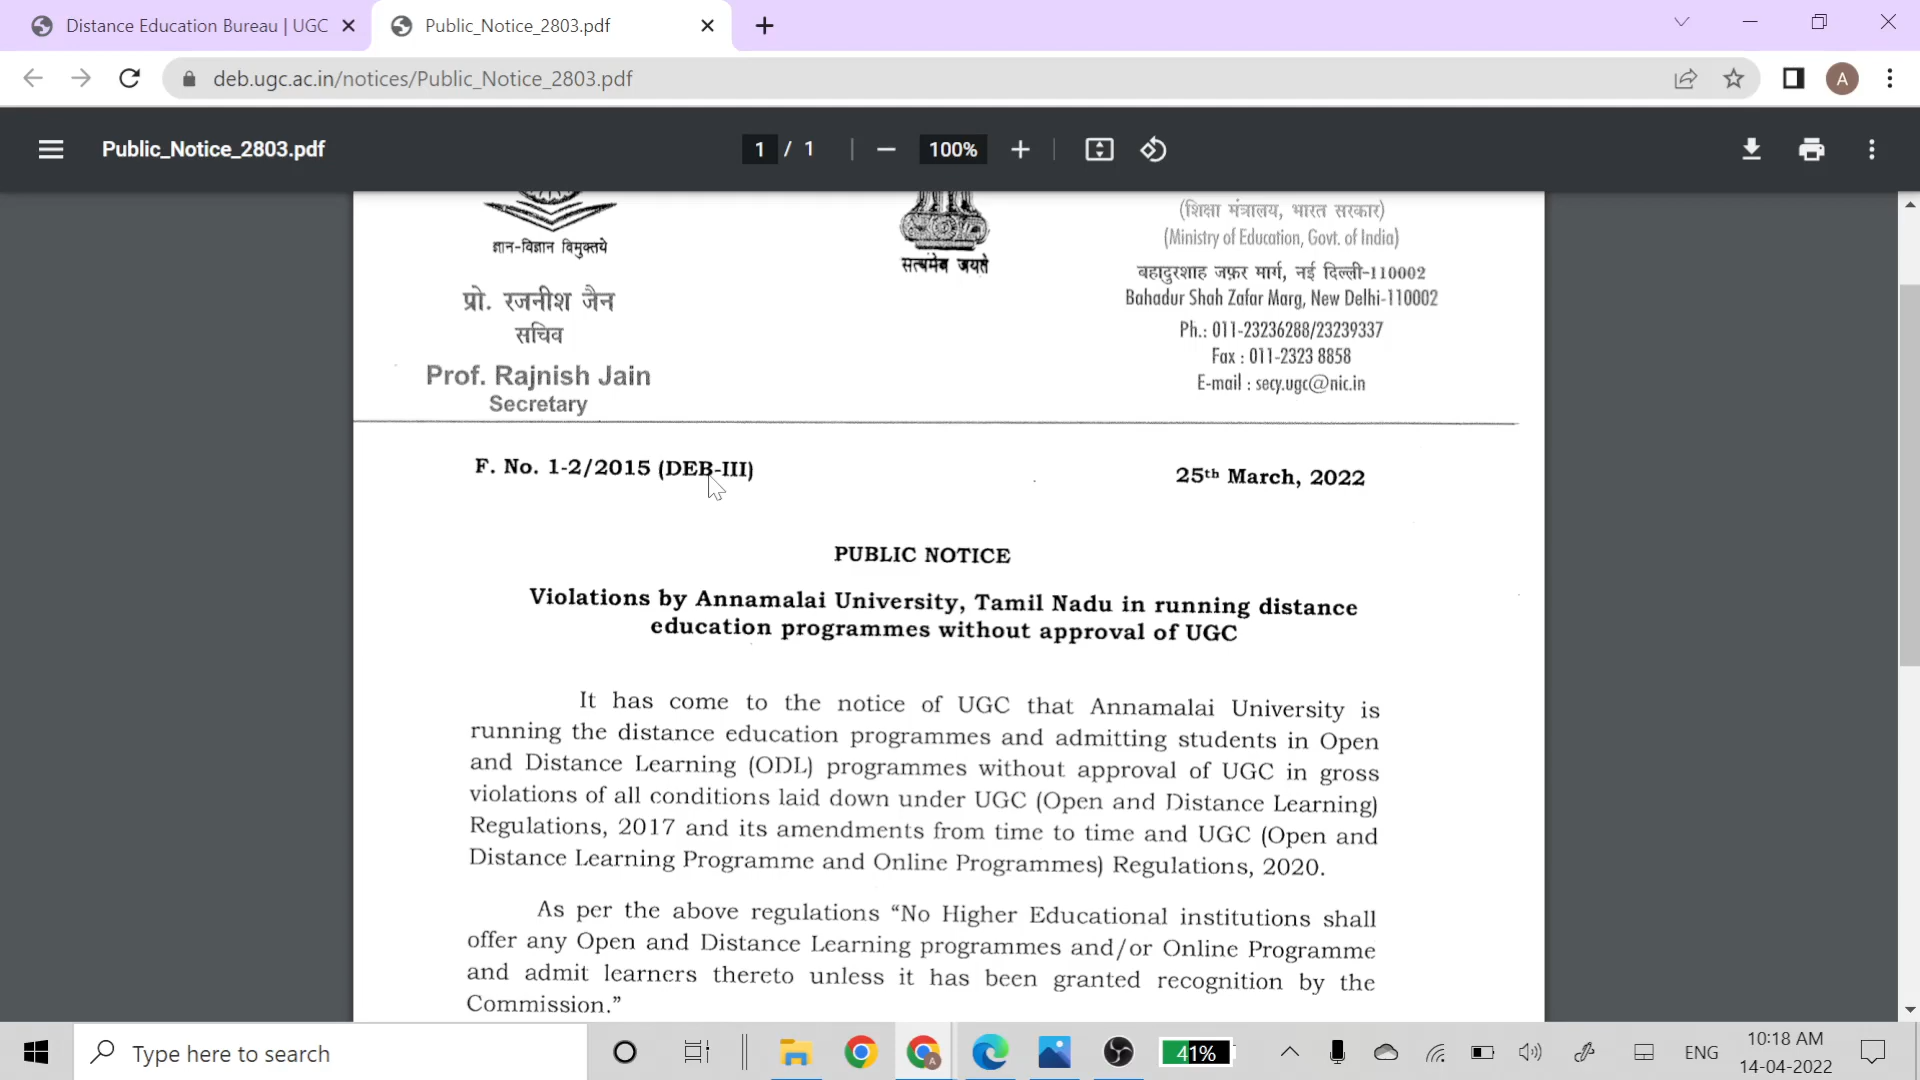 Distance Education Bureau | UGC
Public_Notice_2803.pdf
deb.ugc.ac.in/notices/Public_Notice_2803.pdf
A
Public_Notice_2803.pdf
1 / 1
100%
ज्ञान-विज्ञान विमुक्तये
सत्यमेव जयते
(शिक्षा मंत्रालय, भारत सरकार)
(Ministry of Education, Govt. of India)
बहादुरशाह जफ़र मार्ग, नई दिल्ली-110002
Bahadur Shah Zafar Marg, New Delhi-110002
Ph.: 011-23236288/23239337
Fax : 011-2323 8858
E-mail : secy.ugc@nic.in
प्रो. रजनीश जैन
सचिव
Prof. Rajnish Jain
Secretary
F. No. 1-2/2015 (DEB-III)
25th March, 2022
PUBLIC NOTICE
Violations by Annamalai University, Tamil Nadu in running distance
education programmes without approval of UGC
It has come to the notice of UGC that Annamalai University is
running the distance education programmes and admitting students in Open
and Distance Learning (ODL) programmes without approval of UGC in gross
violations of all conditions laid down under UGC (Open and Distance Learning)
Regulations, 2017 and its amendments from time to time and UGC (Open and
Distance Learning Programme and Online Programmes) Regulations, 2020.
As per the above regulations “No Higher Educational institutions shall
offer any Open and Distance Learning programmes and/or Online Programme
and admit learners thereto unless it has been granted recognition by the
Commission.”
Type here to search
A
41%
ENG
10:18 AM
14-04-2022